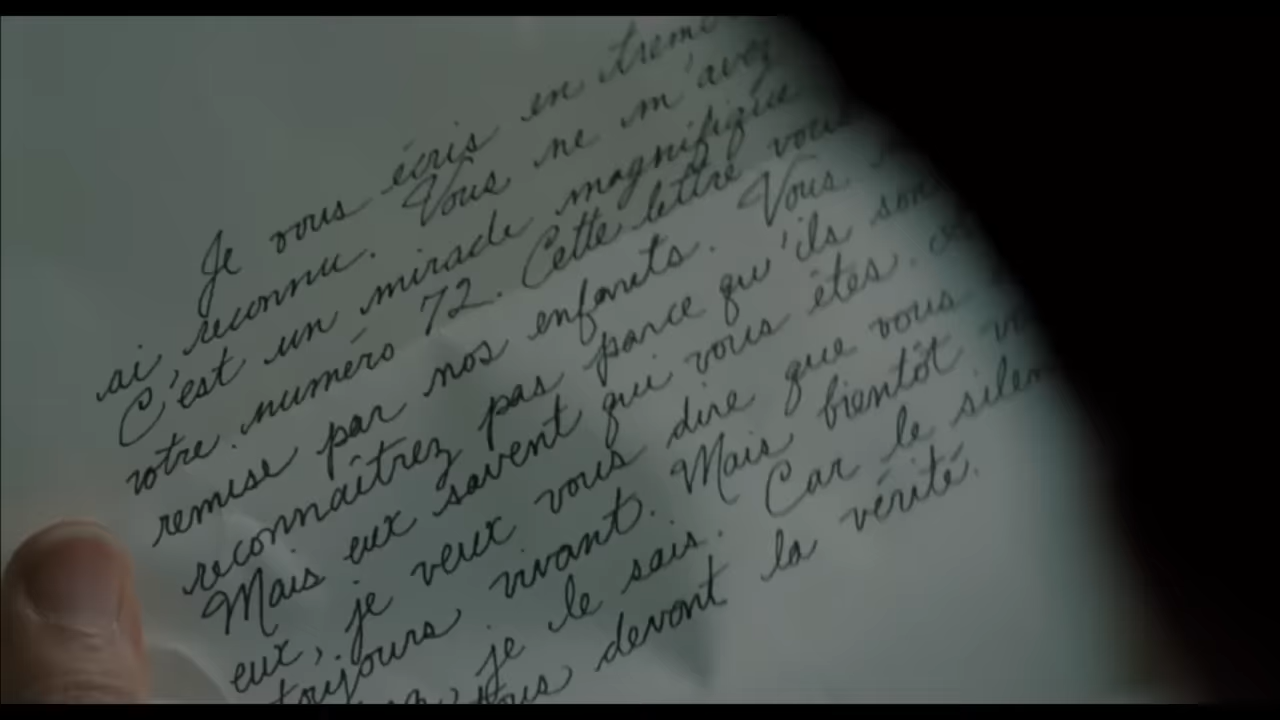 Je vous écris en
ai reconnu. Vous ne m'avez
C'est un miracle magnifique
votre numéro 72. Cette lettre vous
remise par nos enfants. Vous
reconnaîtrez pas parce qu'ils sont
Mais eux savent qui vous êtes.
eux, je veux vous dire que vous
toujours vivant. Mais bientôt
je le sais. Car le silen
devant la vérité.